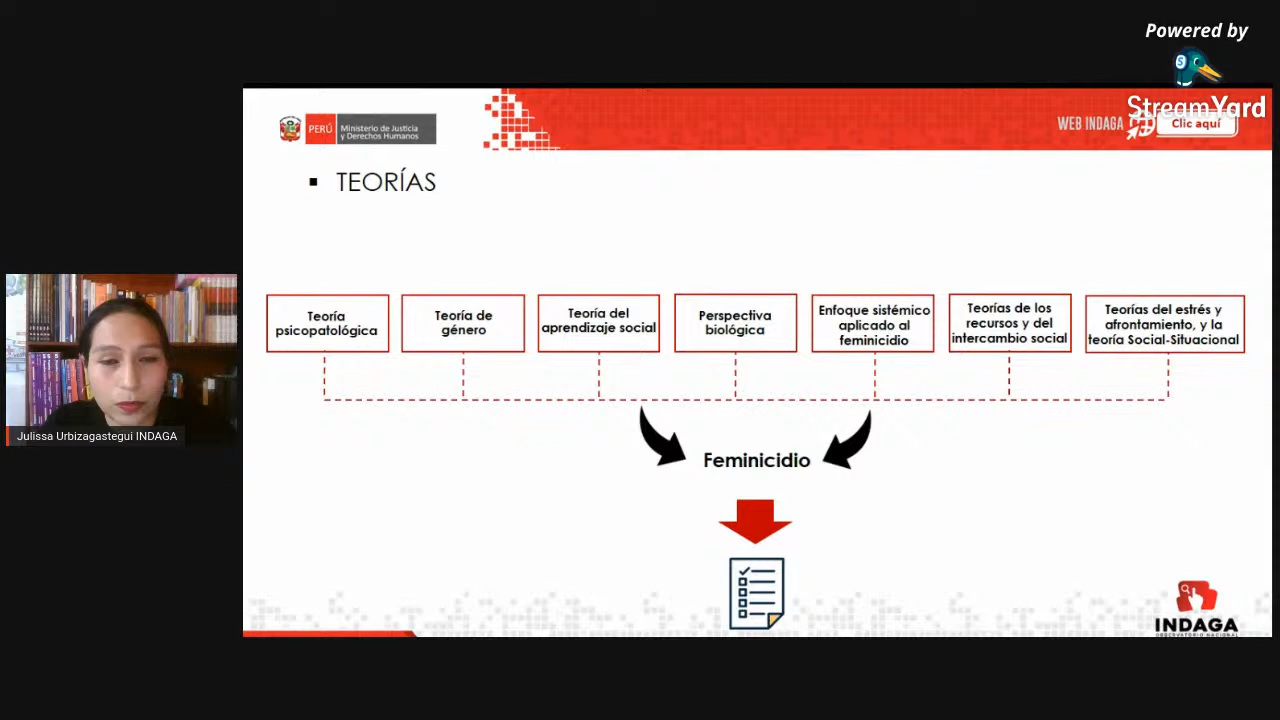 Powered by
StreamYard
PERÚ
Ministerio de Justicia
y Derechos Humanos
WEB INDAGA
Clic aquí
▪ TEORÍAS
Teoría
psicopatológica
Teoría de
género
Teoría del
aprendizaje social
Perspectiva
biológica
Enfoque sistémico
aplicado al
feminicidio
Teorías de los
recursos y del
intercambio social
Teorías del estrés y
afrontamiento, y la
teoría Social-Situacional
Feminicidio
Julissa Urbizagastegui INDAGA
INDAGA
OBSERVATORIO NACIONAL